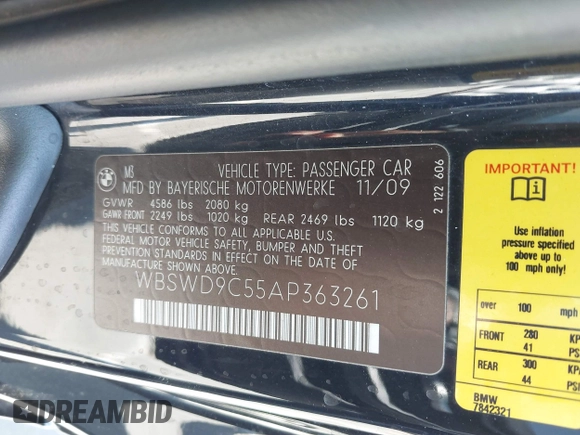 BMW
M3 VEHICLE TYPE: PASSENGER CAR
MFD BY BAYERISCHE MOTORENWERKE 11/09
GVWR 4586 lbs 2080 kg
GAWR FRONT 2249 lbs 1020 kg REAR 2469 lbs 1120 kg
THIS VEHICLE CONFORMS TO ALL APPLICABLE U.S.
FEDERAL MOTOR VEHICLE SAFETY, BUMPER AND THEFT
PREVENTION STANDARDS IN EFFECT ON THE DATE
OF MANUFACTURE SHOWN ABOVE.
WBSWD9C55AP363261
2 122 606
IMPORTANT!
Use inflation
pressure specified
above up to
100 mph only.
over 100 mph
FRONT 280
41
REAR 300
44
BMW
7842321
DREAMBID